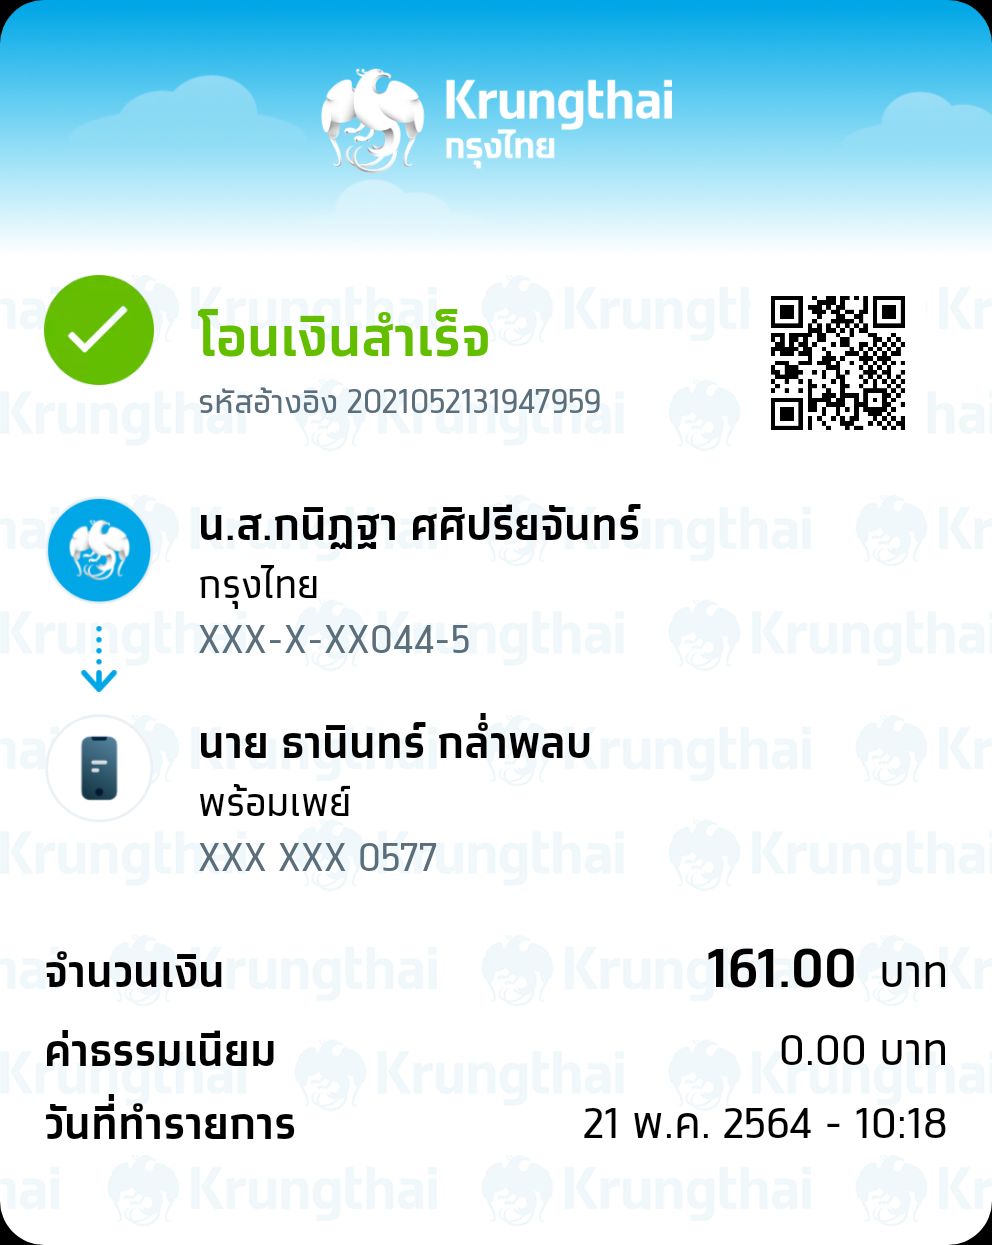 Krungthai
กรุงไทย
โอนเงินสำเร็จ
รหัสอ้างอิง 2021052131947959
น.ส.กนิฏฐา ศศิปรียจันทร์
กรุงไทย
XXX-X-XX044-5
นาย ธานินทร์ กล่ำพลบ
พร้อมเพย์
XXX XXX 0577
จำนวนเงิน 161.00 บาท
ค่าธรรมเนียม 0.00 บาท
วันที่ทำรายการ 21 พ.ค. 2564 - 10:18